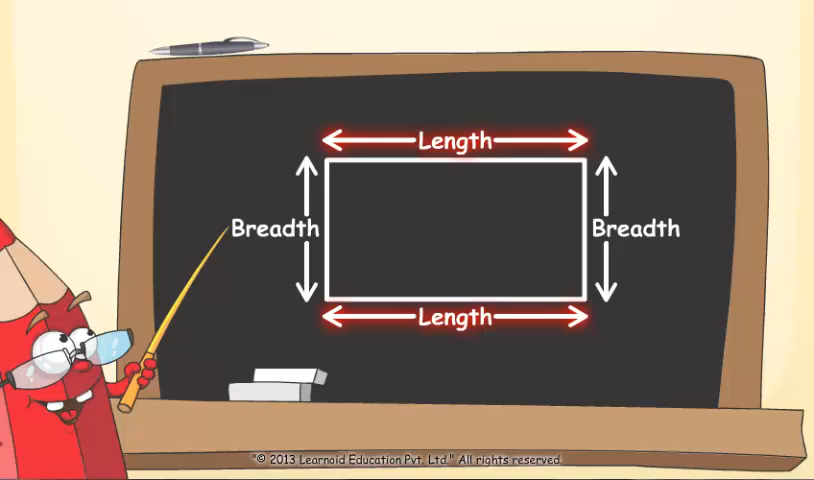 Length
Breadth
Breadth
Length
"© 2013 Learnoid Education Pvt. Ltd." All rights reserved.